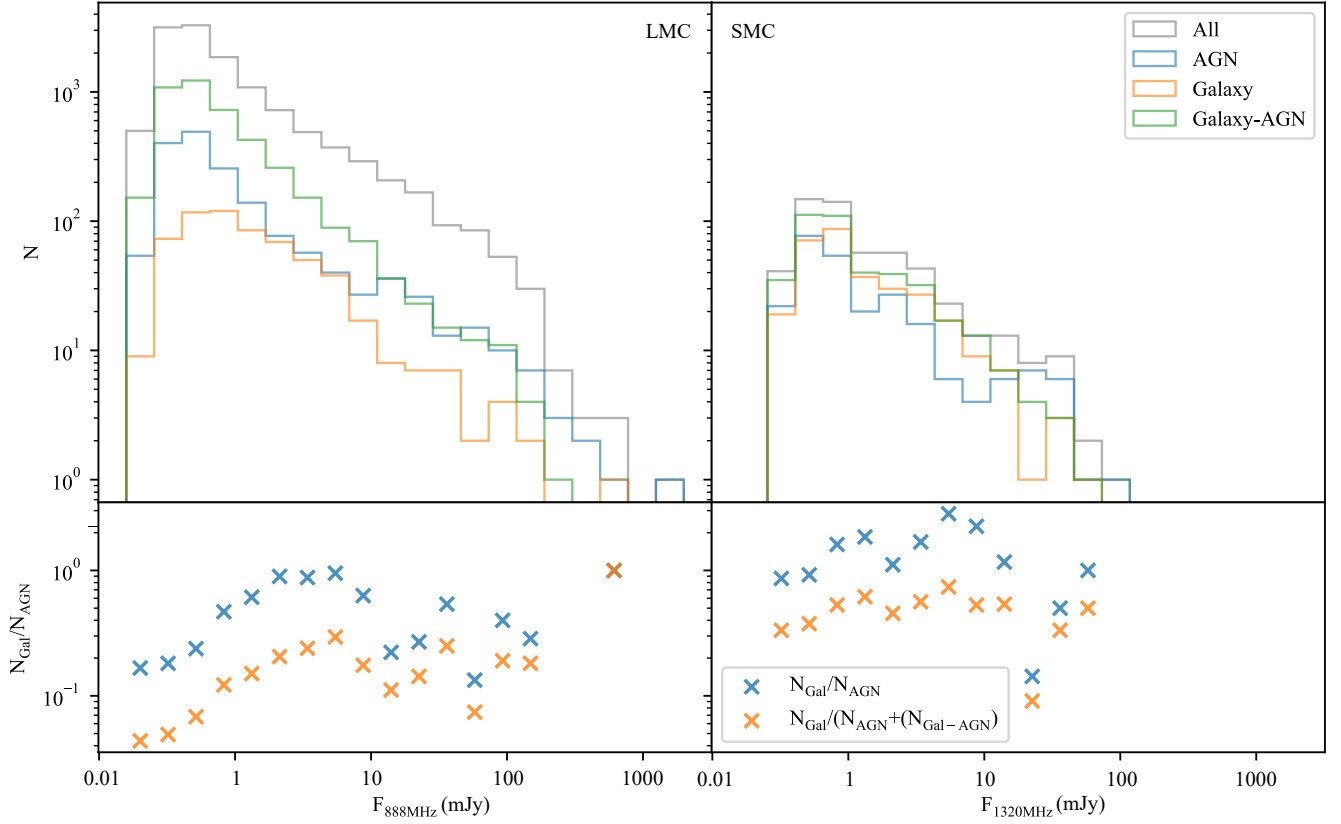 LMC
SMC
All
AGN
Galaxy
Galaxy-AGN
N
10³
10²
10¹
10⁰
N_Gal/N_AGN
10⁰
10⁻¹
N_Gal/N_AGN
N_Gal/(N_AGN+(N_Gal−AGN)
0.01 1 10 100 1000 0.01 1 10 100 1000
F_888MHz (mJy) F_1320MHz (mJy)